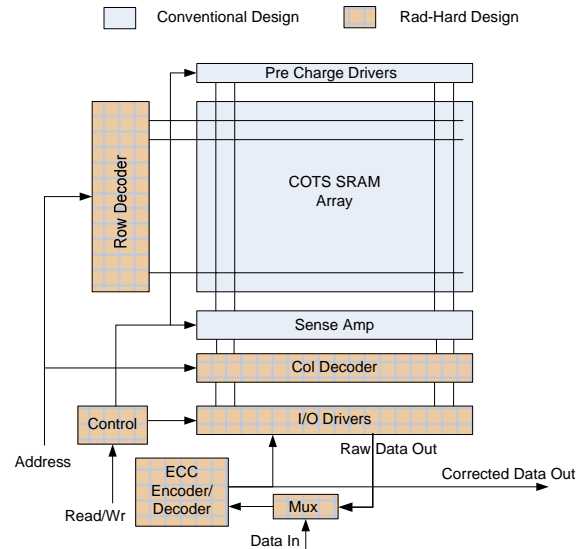 Conventional Design
Rad-Hard Design
Pre Charge Drivers
Row Decoder
COTS SRAM
Array
Sense Amp
Col Decoder
I/O Drivers
Control
Raw Data Out
Address
ECC
Encoder/
Decoder
Corrected Data Out
Mux
Read/Wr
Data In